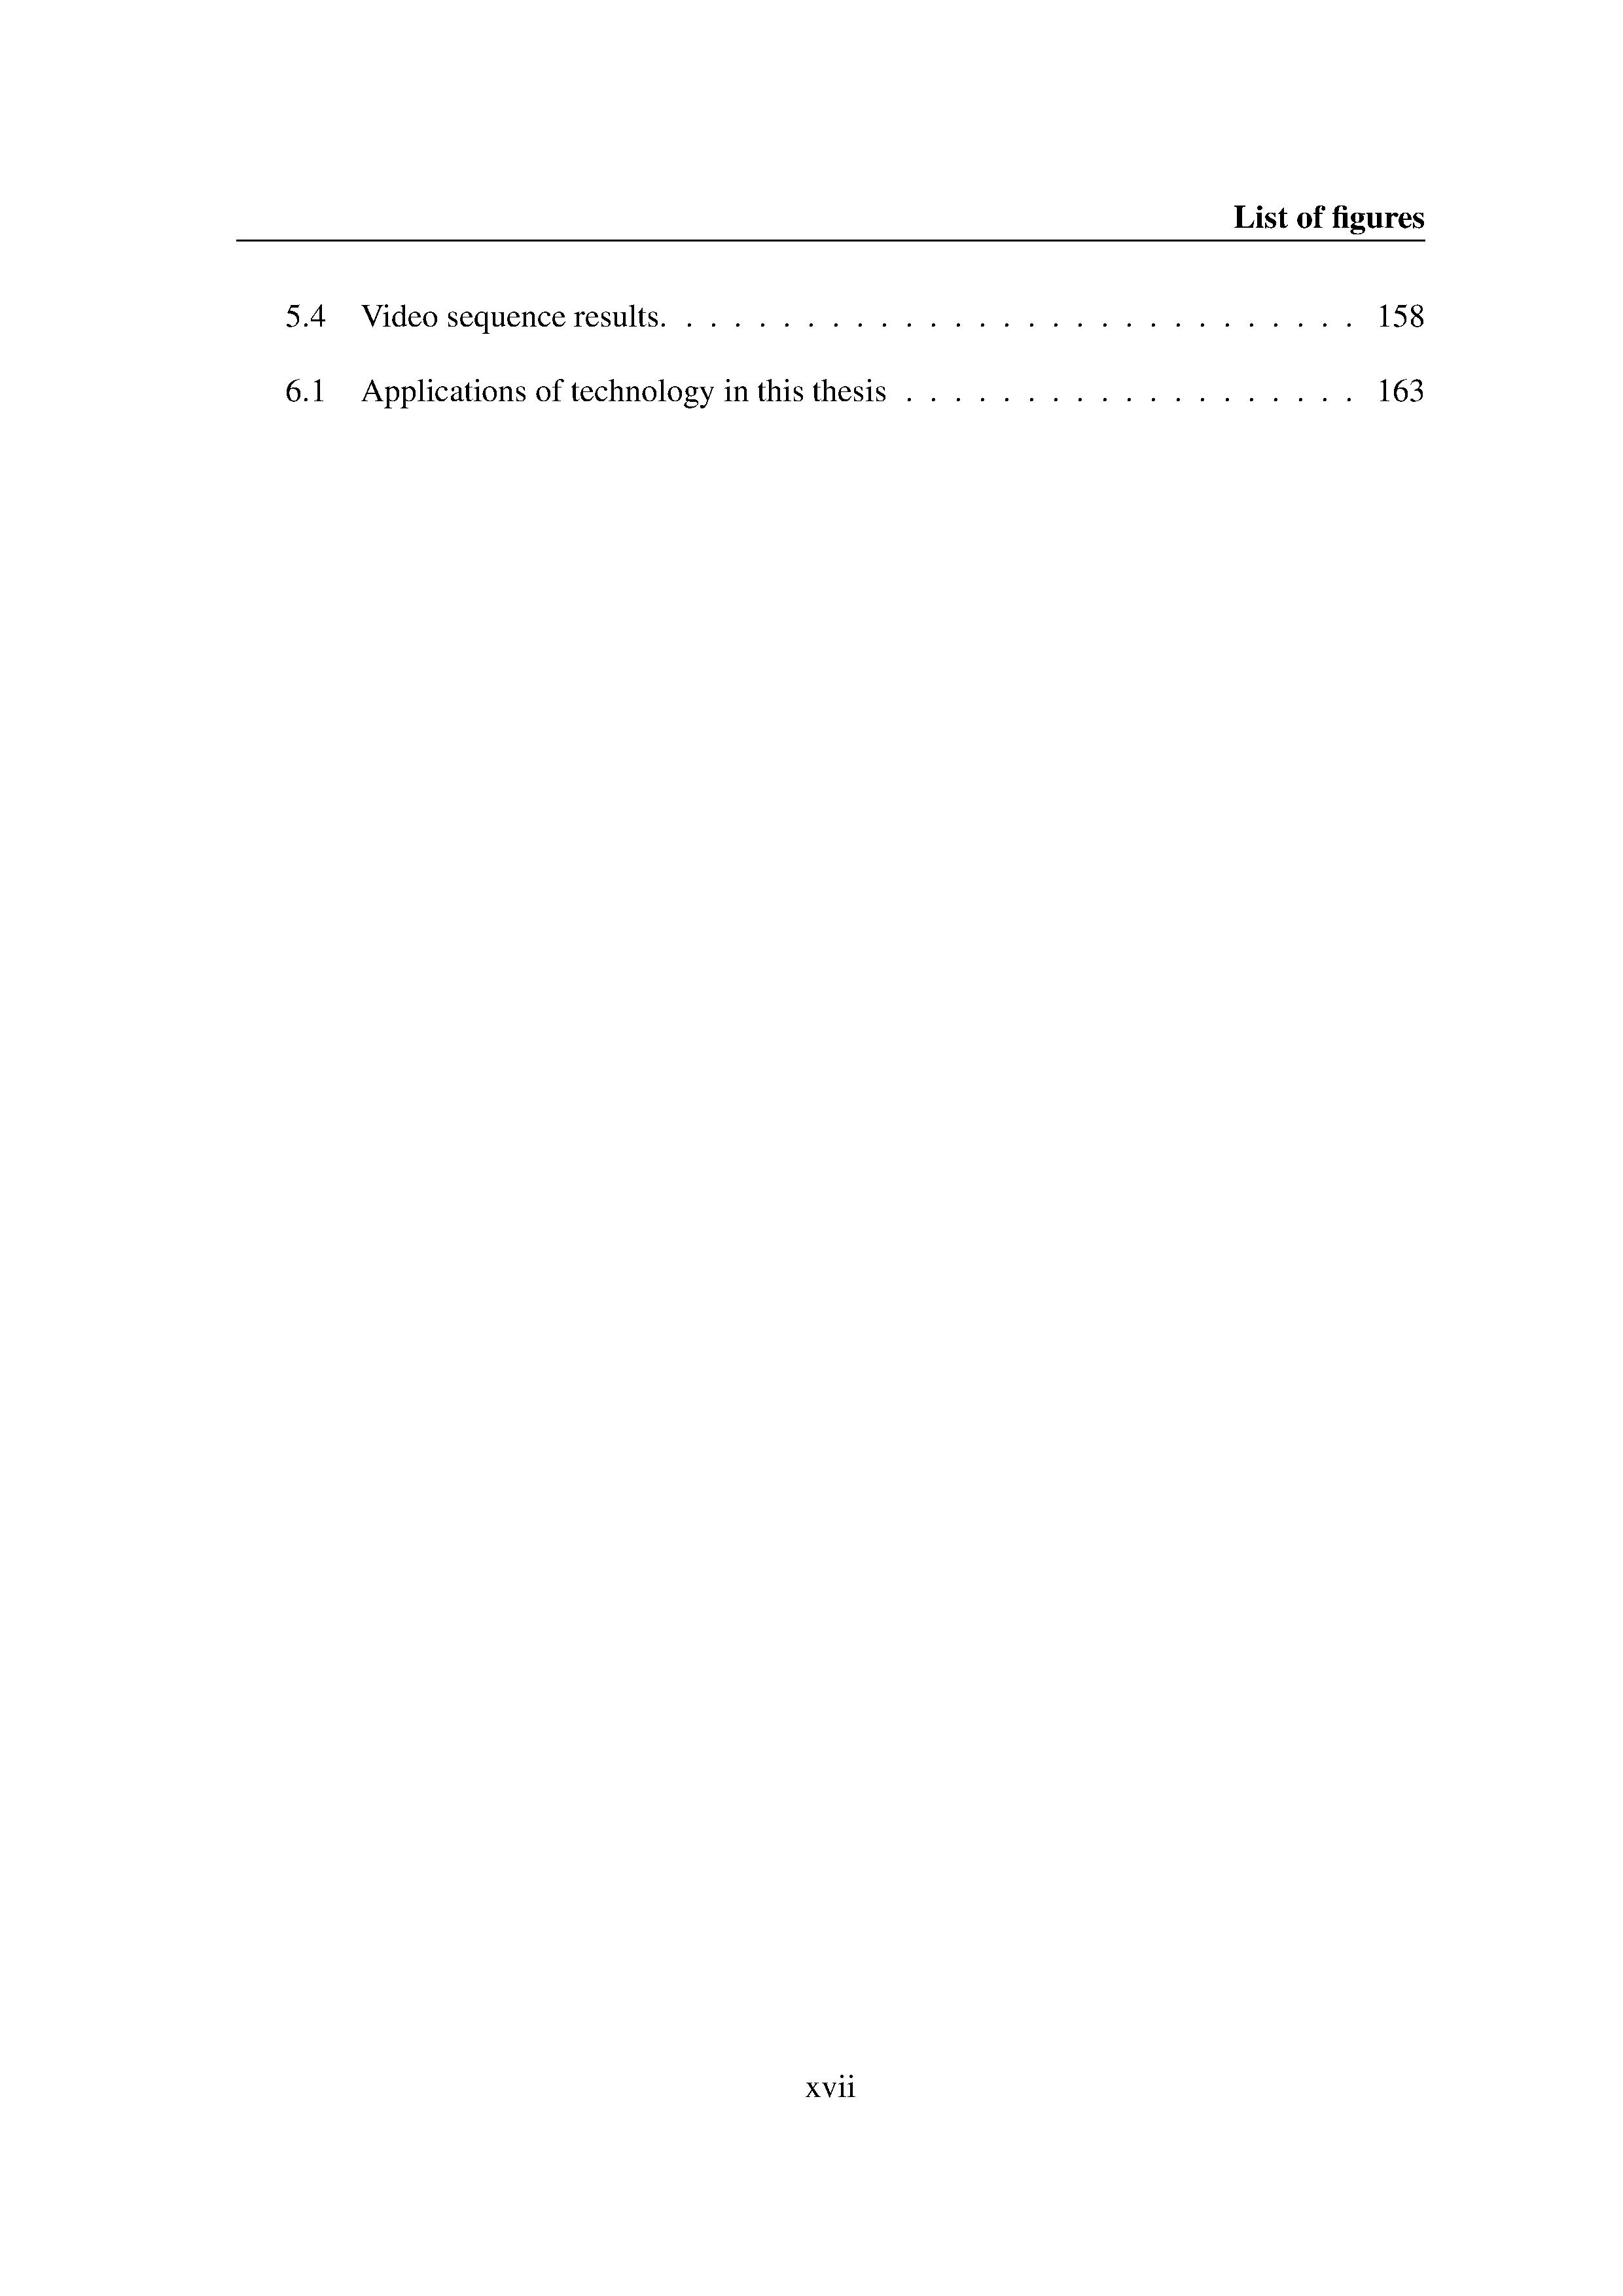 List of figures
5.4 Video sequence results. . . . . . . . . . . . . . . . . . . . . . . . . . . . . 158
6.1 Applications of technology in this thesis . . . . . . . . . . . . . . . . . . . 163
xvii